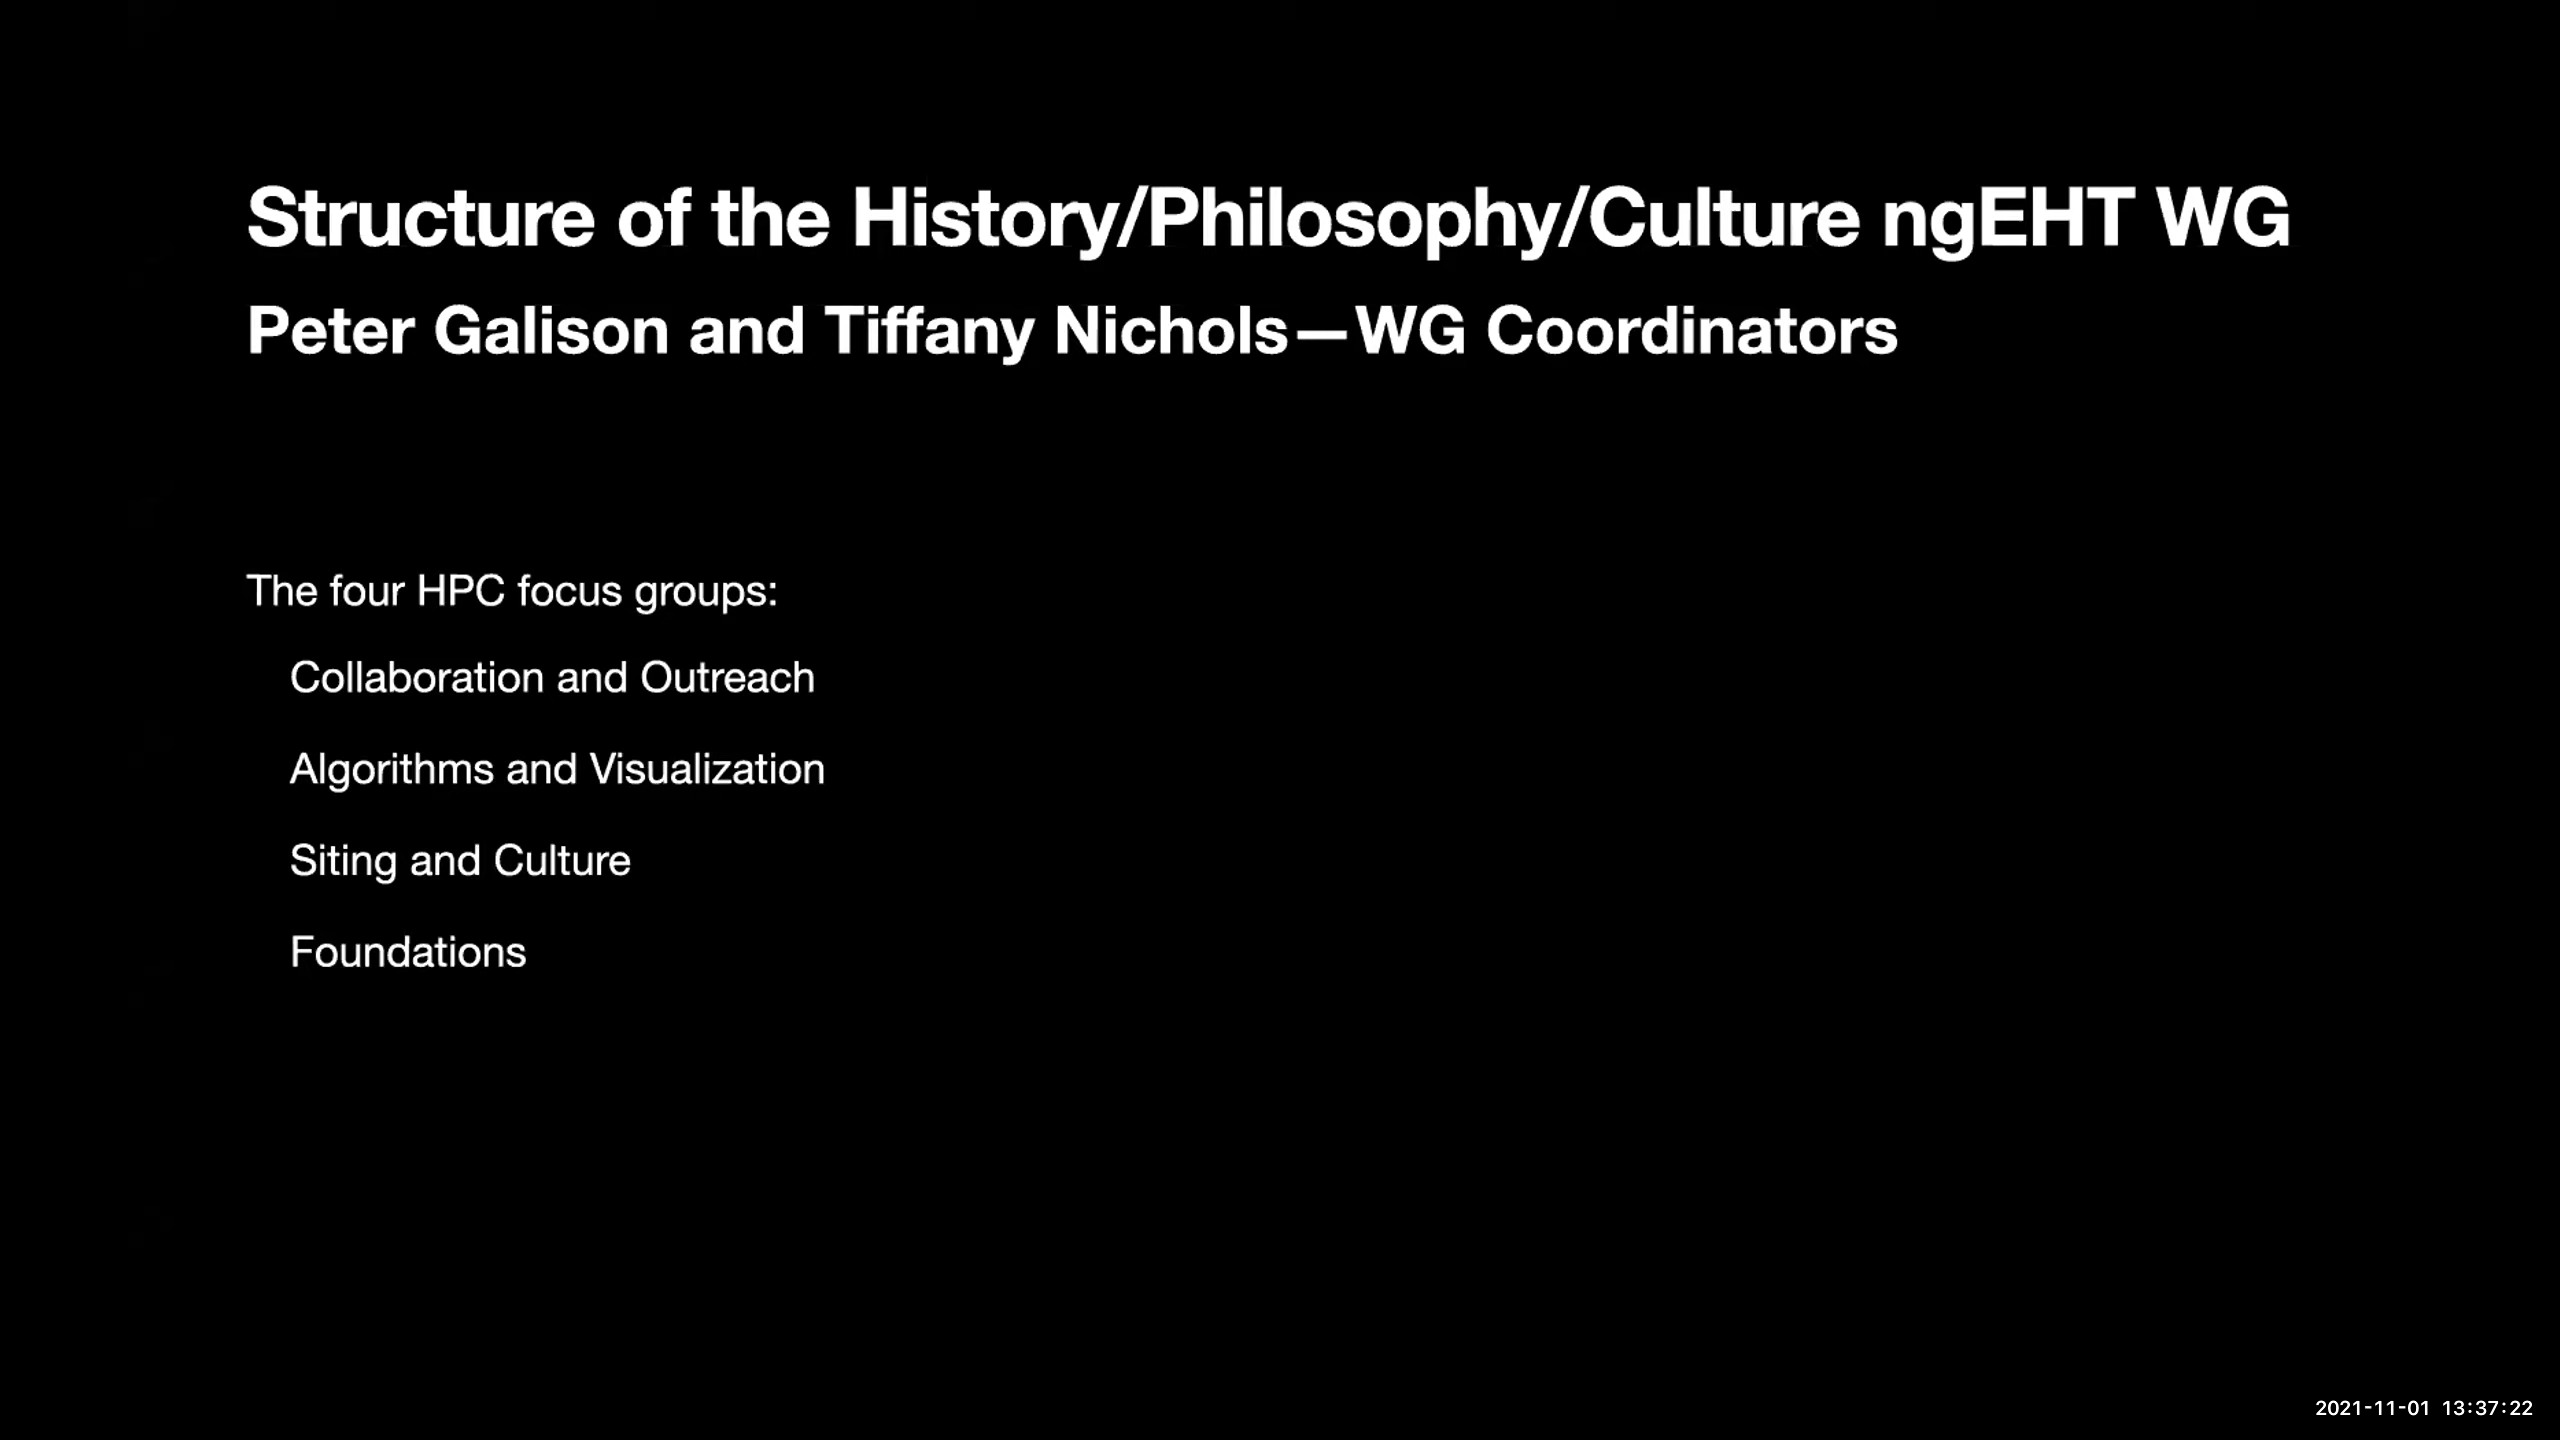 Structure of the History/Philosophy/Culture ngEHT WG
Peter Galison and Tiffany Nichols—WG Coordinators
The four HPC focus groups:
Collaboration and Outreach
Algorithms and Visualization
Siting and Culture
Foundations
2021-11-01 13:37:22